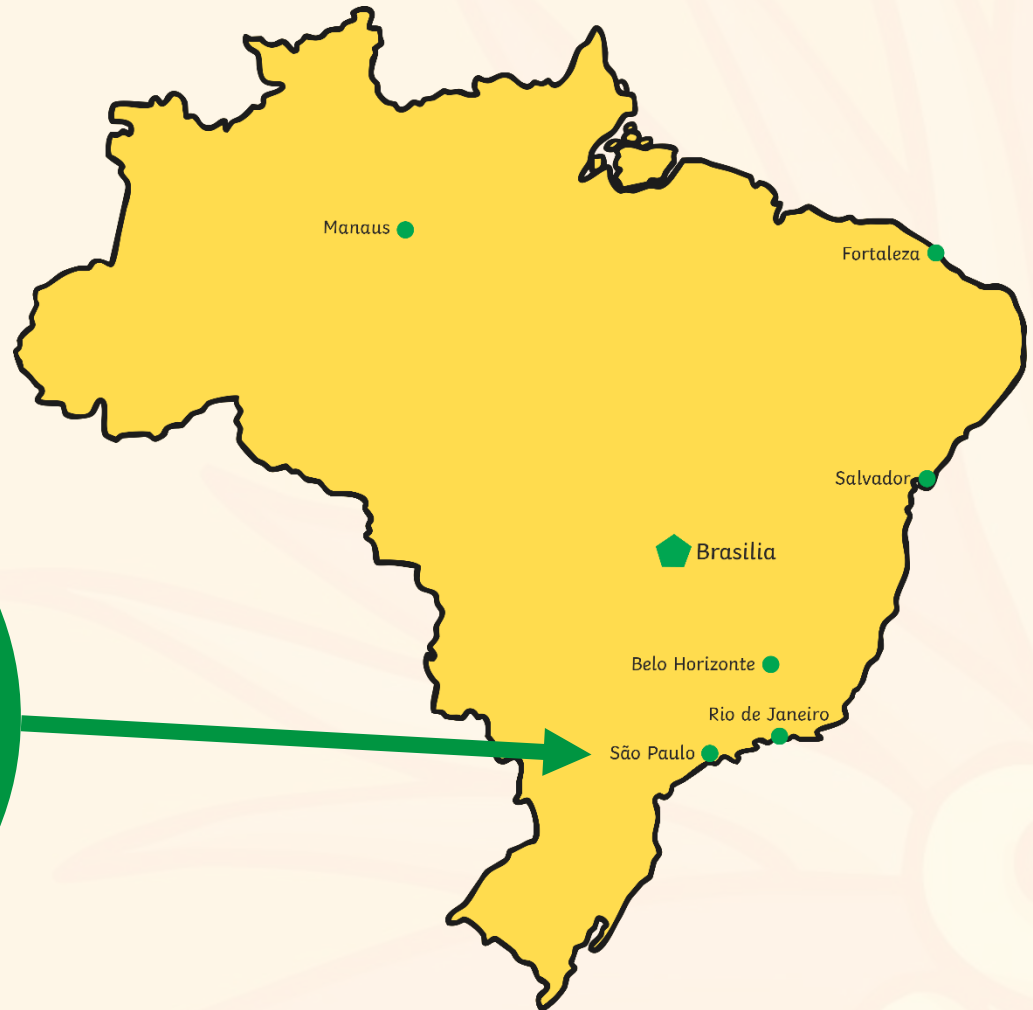 Manaus
Fortaleza
Salvador
Brasilia
Belo Horizonte
Rio de Janeiro
São Paulo